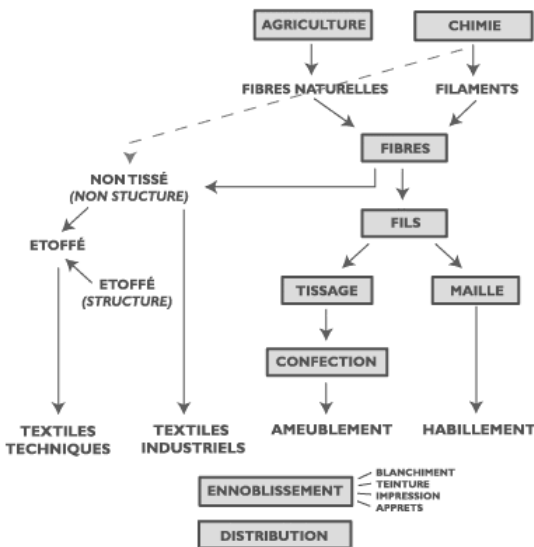 AGRICULTURE
CHIMIE
FIBRES NATURELLES
FILAMENTS
FIBRES
NON TISSÉ
(NON STUCTURE)
FILS
ETOFFÉ
ETOFFÉ
(STRUCTURE)
TISSAGE
MAILLE
CONFECTION
TEXTILES
TECHNIQUES
TEXTILES
INDUSTRIELS
AMEUBLEMENT
HABILLEMENT
ENNOBLISSEMENT
BLANCHIMENT
TEINTURE
IMPRESSION
APPRETS
DISTRIBUTION